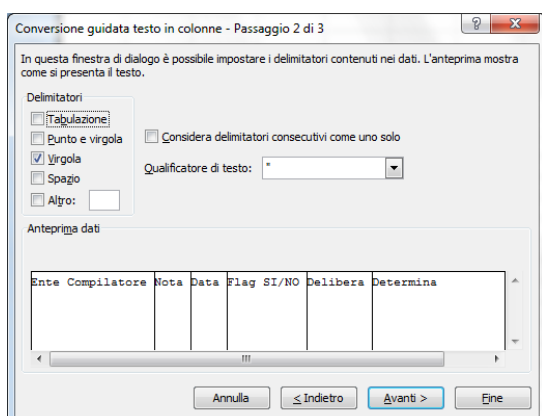 Conversione guidata testo in colonne - Passaggio 2 di 3
In questa finestra di dialogo è possibile impostare i delimitatori contenuti nei dati. L'anteprima mostra
come si presenta il testo.
Delimitatori
Tabulazione
Punto e virgola
Virgola
Spazio
Altro:
Considera delimitatori consecutivi come uno solo
Qualificatore di testo: "
Anteprima dati
Ente Compilatore Nota Data Flag SI/NO Delibera Determina
Annulla < Indietro Avanti > Fine